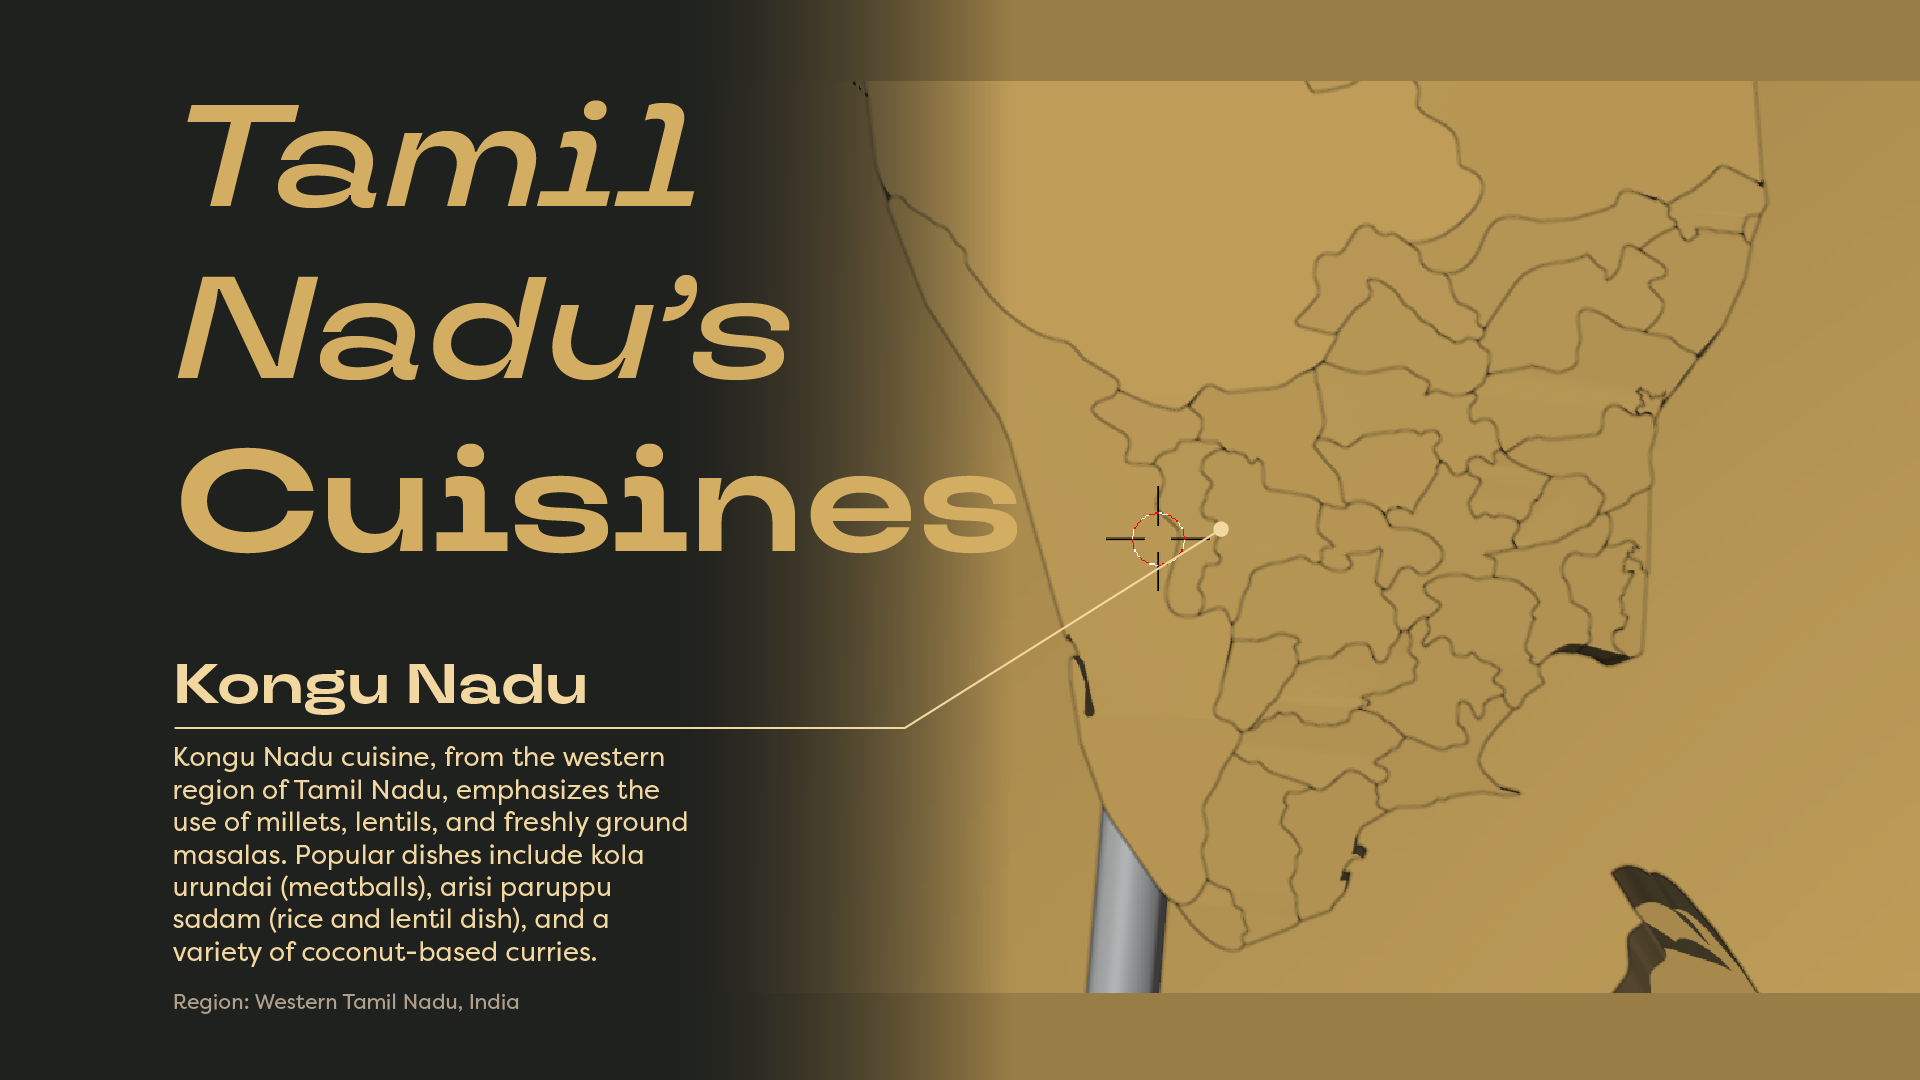 Tamil
Nadu’s
Cuisines
Kongu Nadu
Kongu Nadu cuisine, from the western
region of Tamil Nadu, emphasizes the
use of millets, lentils, and freshly ground
masalas. Popular dishes include kola
urundai (meatballs), arisi paruppu
sadam (rice and lentil dish), and a
variety of coconut-based curries.
Region: Western Tamil Nadu, India